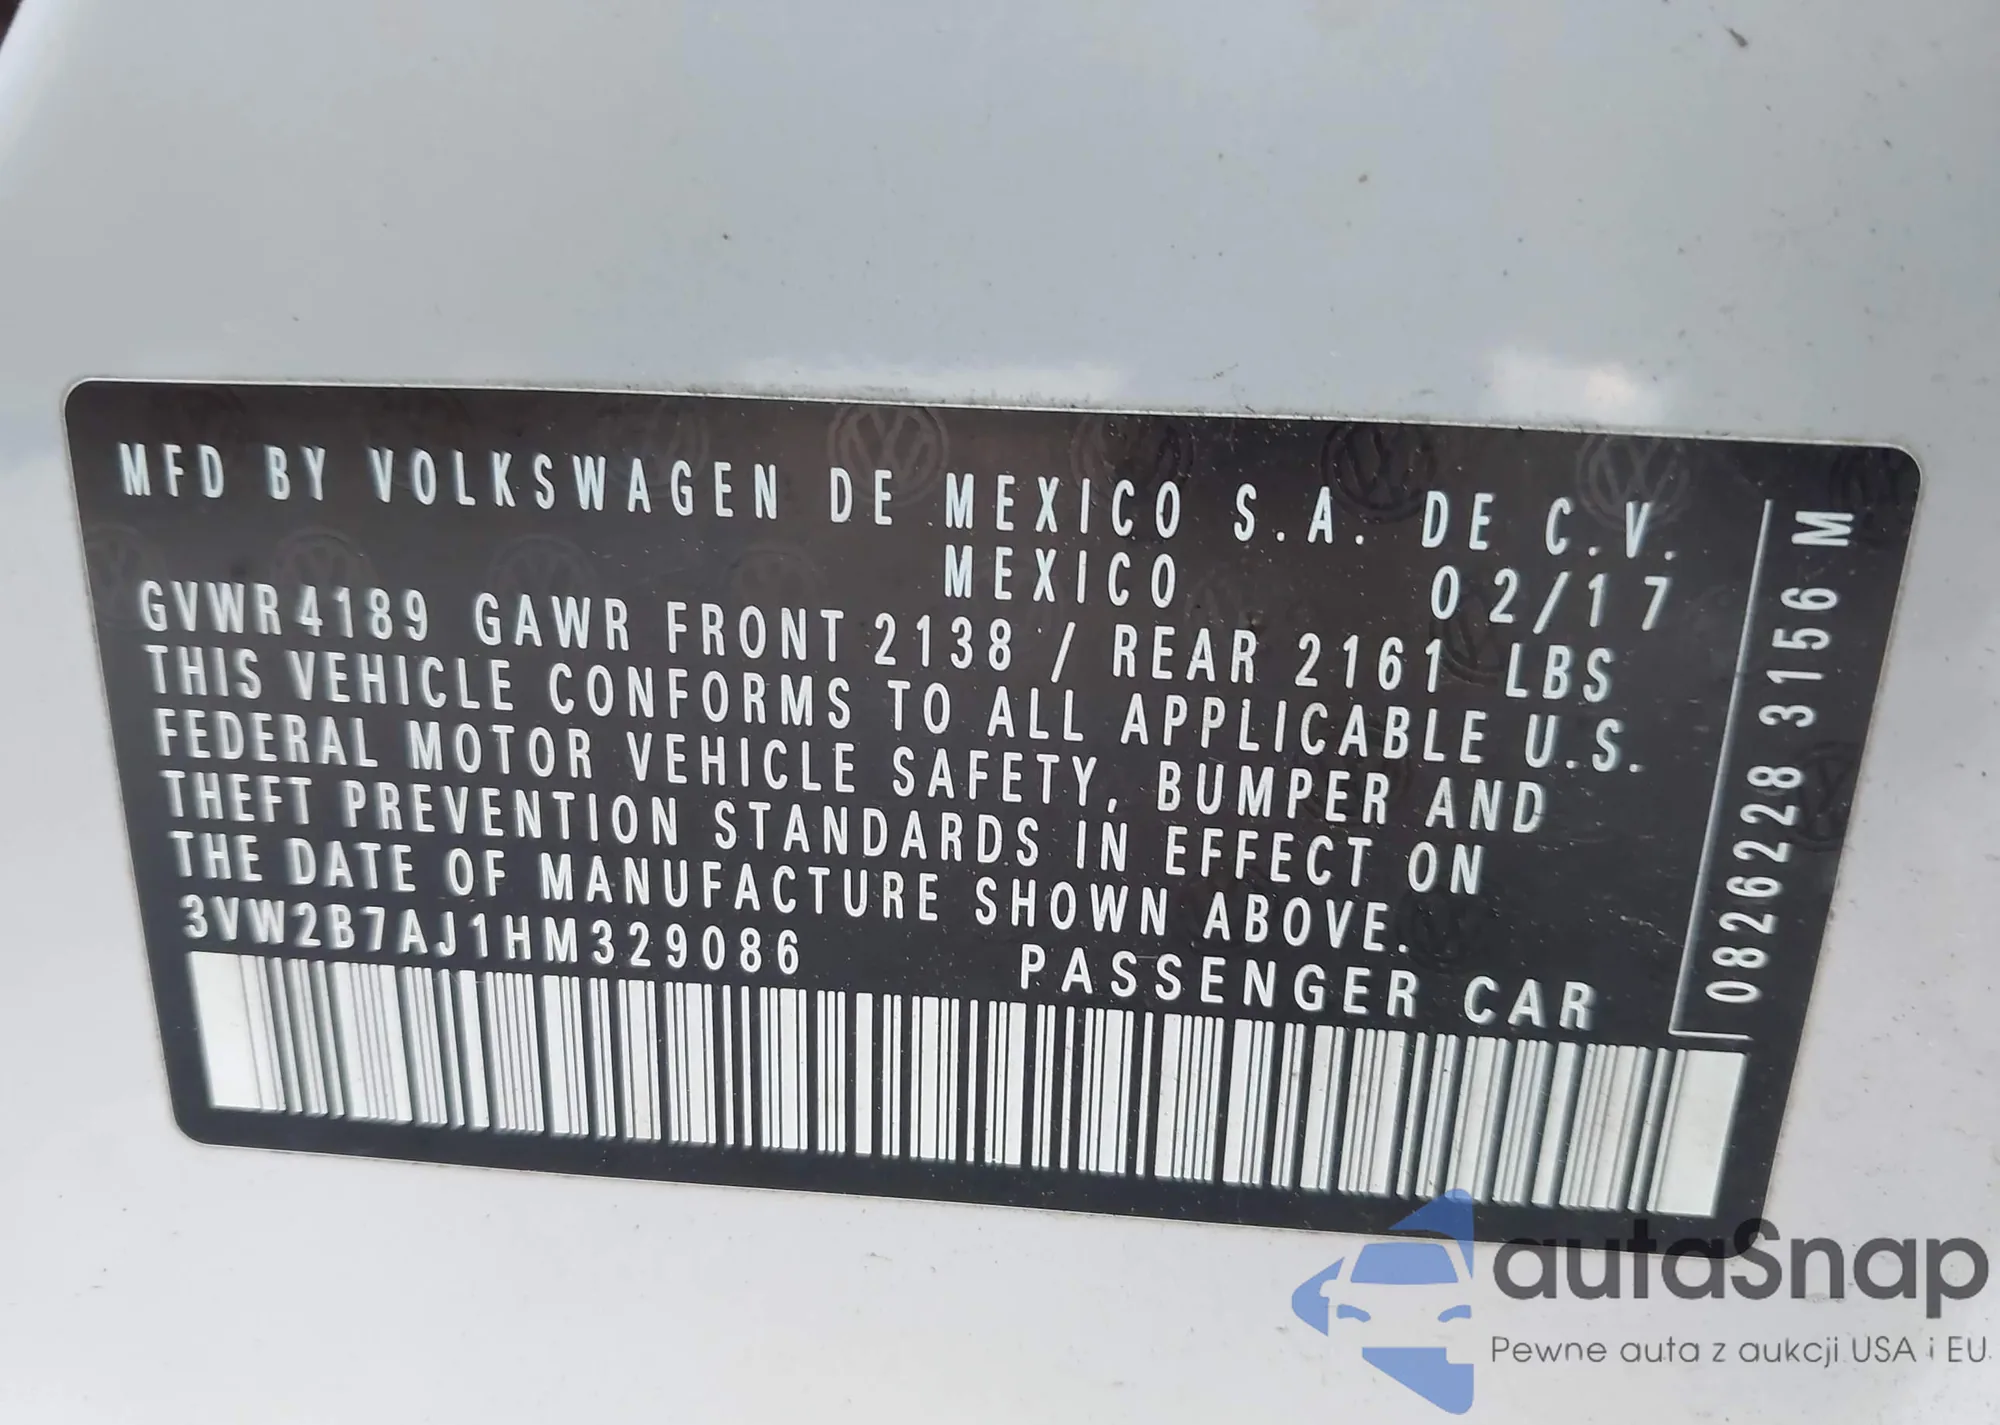 MFD BY VOLKSWAGEN DE MEXICO S.A. DE C.V.
MEXICO 02/17
GVWR 4189 GAWR FRONT 2138 / REAR 2161 LBS
THIS VEHICLE CONFORMS TO ALL APPLICABLE U.S.
FEDERAL MOTOR VEHICLE SAFETY, BUMPER AND
THEFT PREVENTION STANDARDS IN EFFECT ON
THE DATE OF MANUFACTURE SHOWN ABOVE.
3VW2B7AJ1HM329086 PASSENGER CAR
0826228 3156 M
autaSnap
Pewne auta z aukcji USA i EU